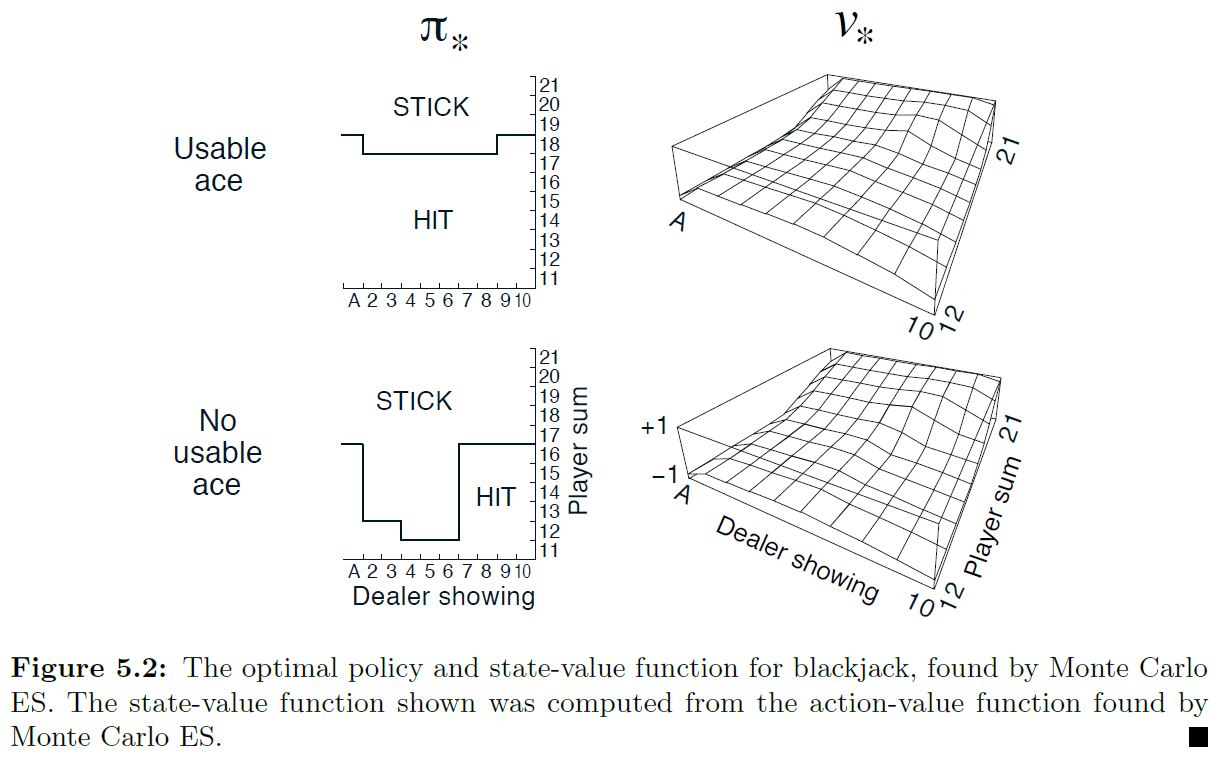 π* v*
Usable
ace
STICK
HIT
21
20
19
18
17
16
15
14
13
12
11
A 2 3 4 5 6 7 8 9 10
A
21
10
12
No
usable
ace
STICK
HIT
21
20
19
18
17
16
15
14
13
12
11
Player sum
A 2 3 4 5 6 7 8 9 10
Dealer showing
+1
−1
A
Dealer showing
10
12
Player sum
21
Figure 5.2: The optimal policy and state-value function for blackjack, found by Monte Carlo
ES. The state-value function shown was computed from the action-value function found by
Monte Carlo ES.